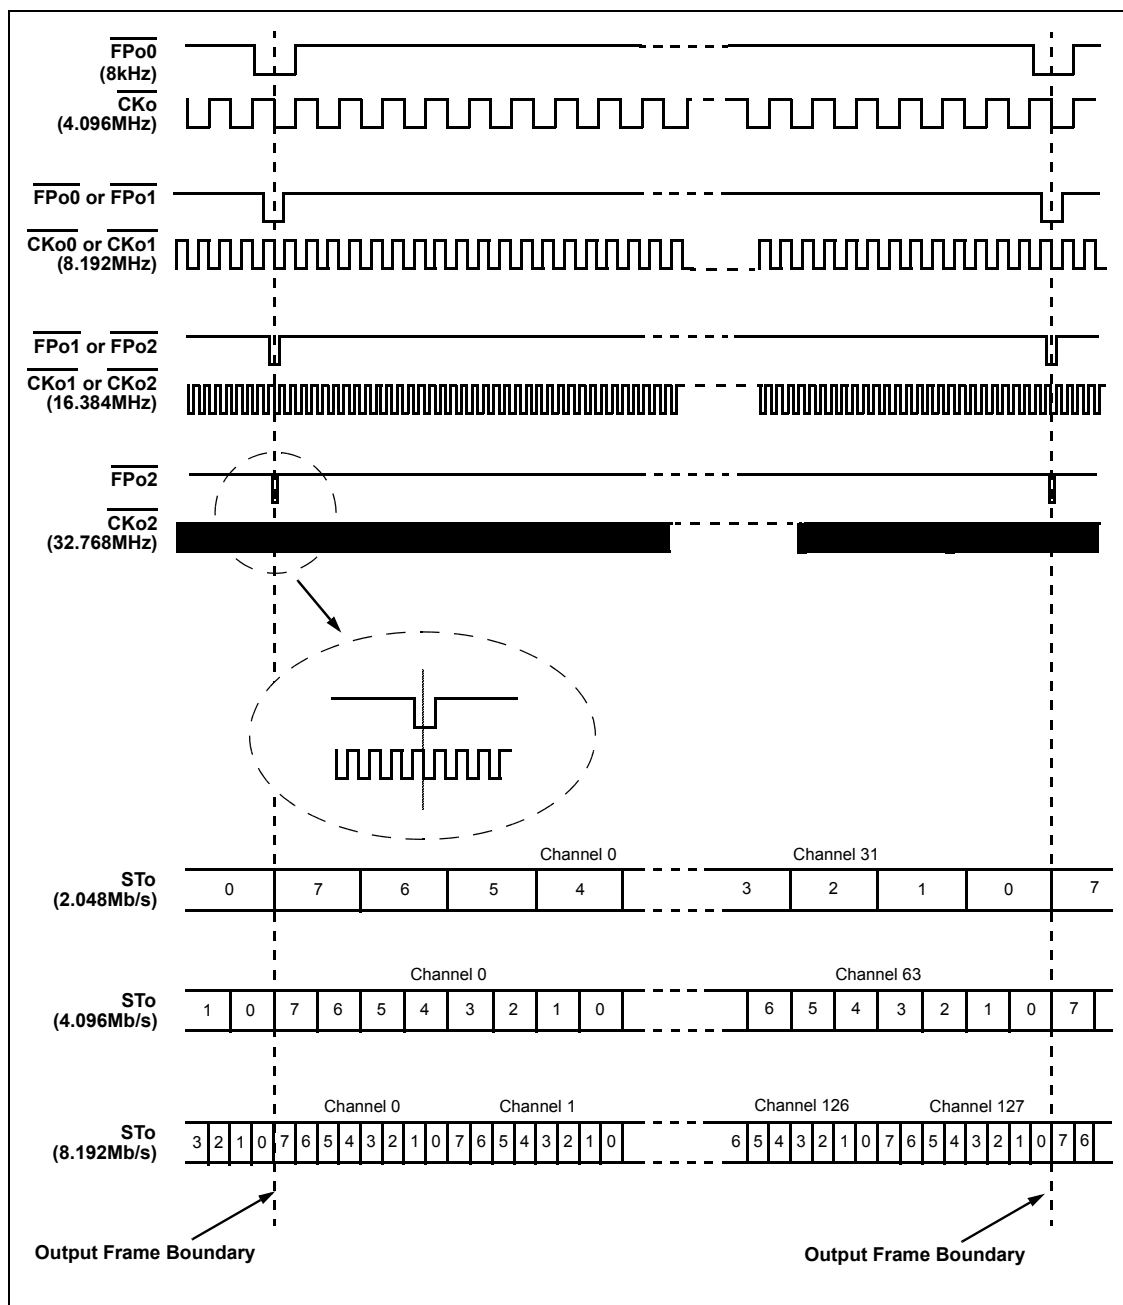 FPo0
(8kHz)
CKo
(4.096MHz)
FPo0 or FPo1
CKo0 or CKo1
(8.192MHz)
FPo1 or FPo2
CKo1 or CKo2
(16.384MHz)
FPo2
CKo2
(32.768MHz)
Channel 0 Channel 31
STo
(2.048Mb/s)
0 7 6 5 4 3 2 1 0 7
Channel 0 Channel 63
STo
(4.096Mb/s)
1 0 7 6 5 4 3 2 1 0 6 5 4 3 2 1 0 7
Channel 0 Channel 1 Channel 126 Channel 127
STo
(8.192Mb/s)
3 2 1 0 7 6 5 4 3 2 1 0 7 6 5 4 3 2 1 0 6 5 4 3 2 1 0 7 6 5 4 3 2 1 0 7 6
Output Frame Boundary Output Frame Boundary